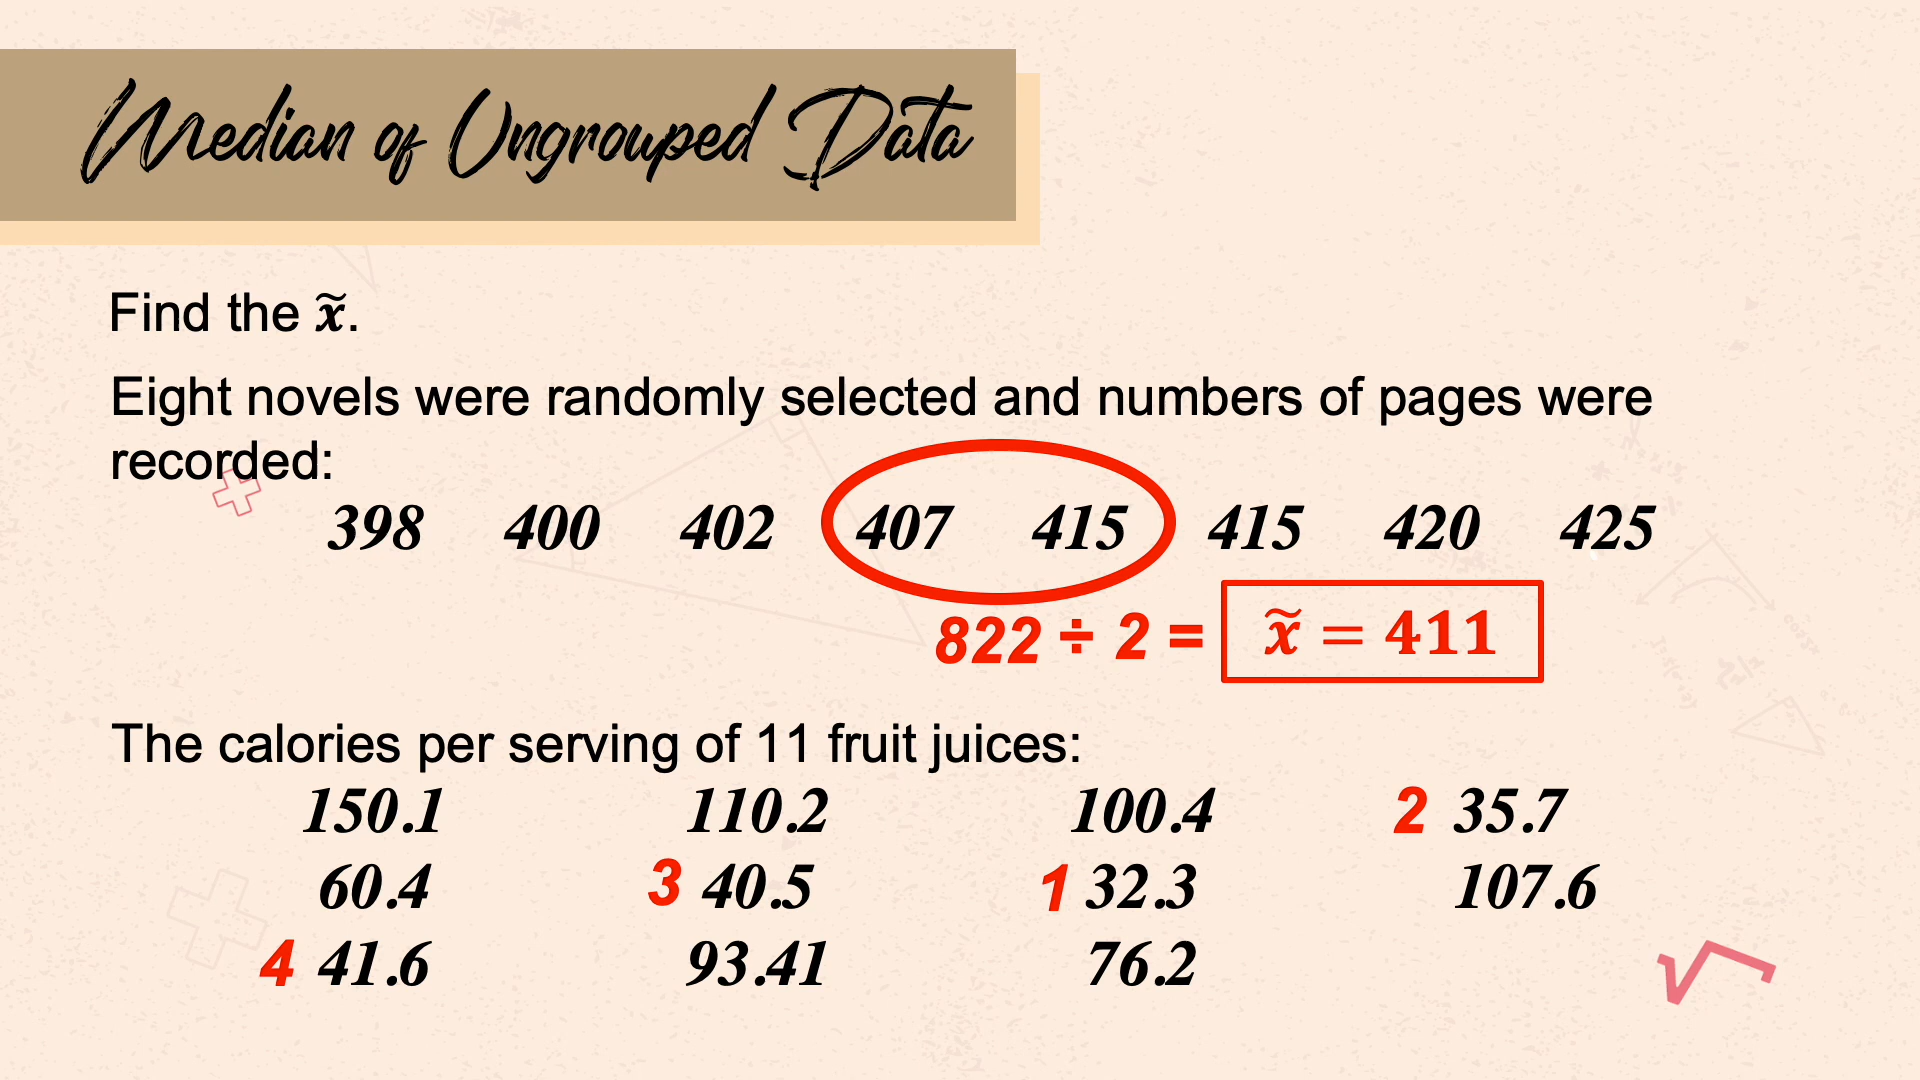 Median of Ungrouped Data
Find the x̃.
Eight novels were randomly selected and numbers of pages were
recorded:
398 400 402 407 415 415 420 425
822 ÷ 2 = x̃ = 411
The calories per serving of 11 fruit juices:
150.1 110.2 100.4 2 35.7
60.4 3 40.5 1 32.3 107.6
4 41.6 93.41 76.2